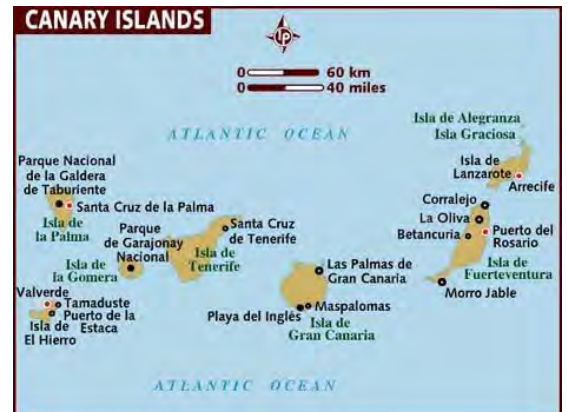 CANARY ISLANDS
lp
0 60 km
0 40 miles
ATLANTIC OCEAN
Isla de Alegranza
Isla Graciosa
Parque Nacional
de la Galdera
de Taburiente
Santa Cruz de la Palma
Isla de
la Palma
Parque
de Garajonay
Nacional
Isla de
la Gomera
Santa Cruz
de Tenerife
Isla de
Tenerife
Isla de
Lanzarote
Arrecife
Corralejo
La Oliva
Betancuria
Puerto del
Rosario
Isla de
Fuerteventura
Morro Jable
Las Palmas de
Gran Canaria
Maspalomas
Playa del Inglés
Isla de
Gran Canaria
Valverde
Tamaduste
Puerto de la
Estaca
Isla de
El Hierro
ATLANTIC OCEAN